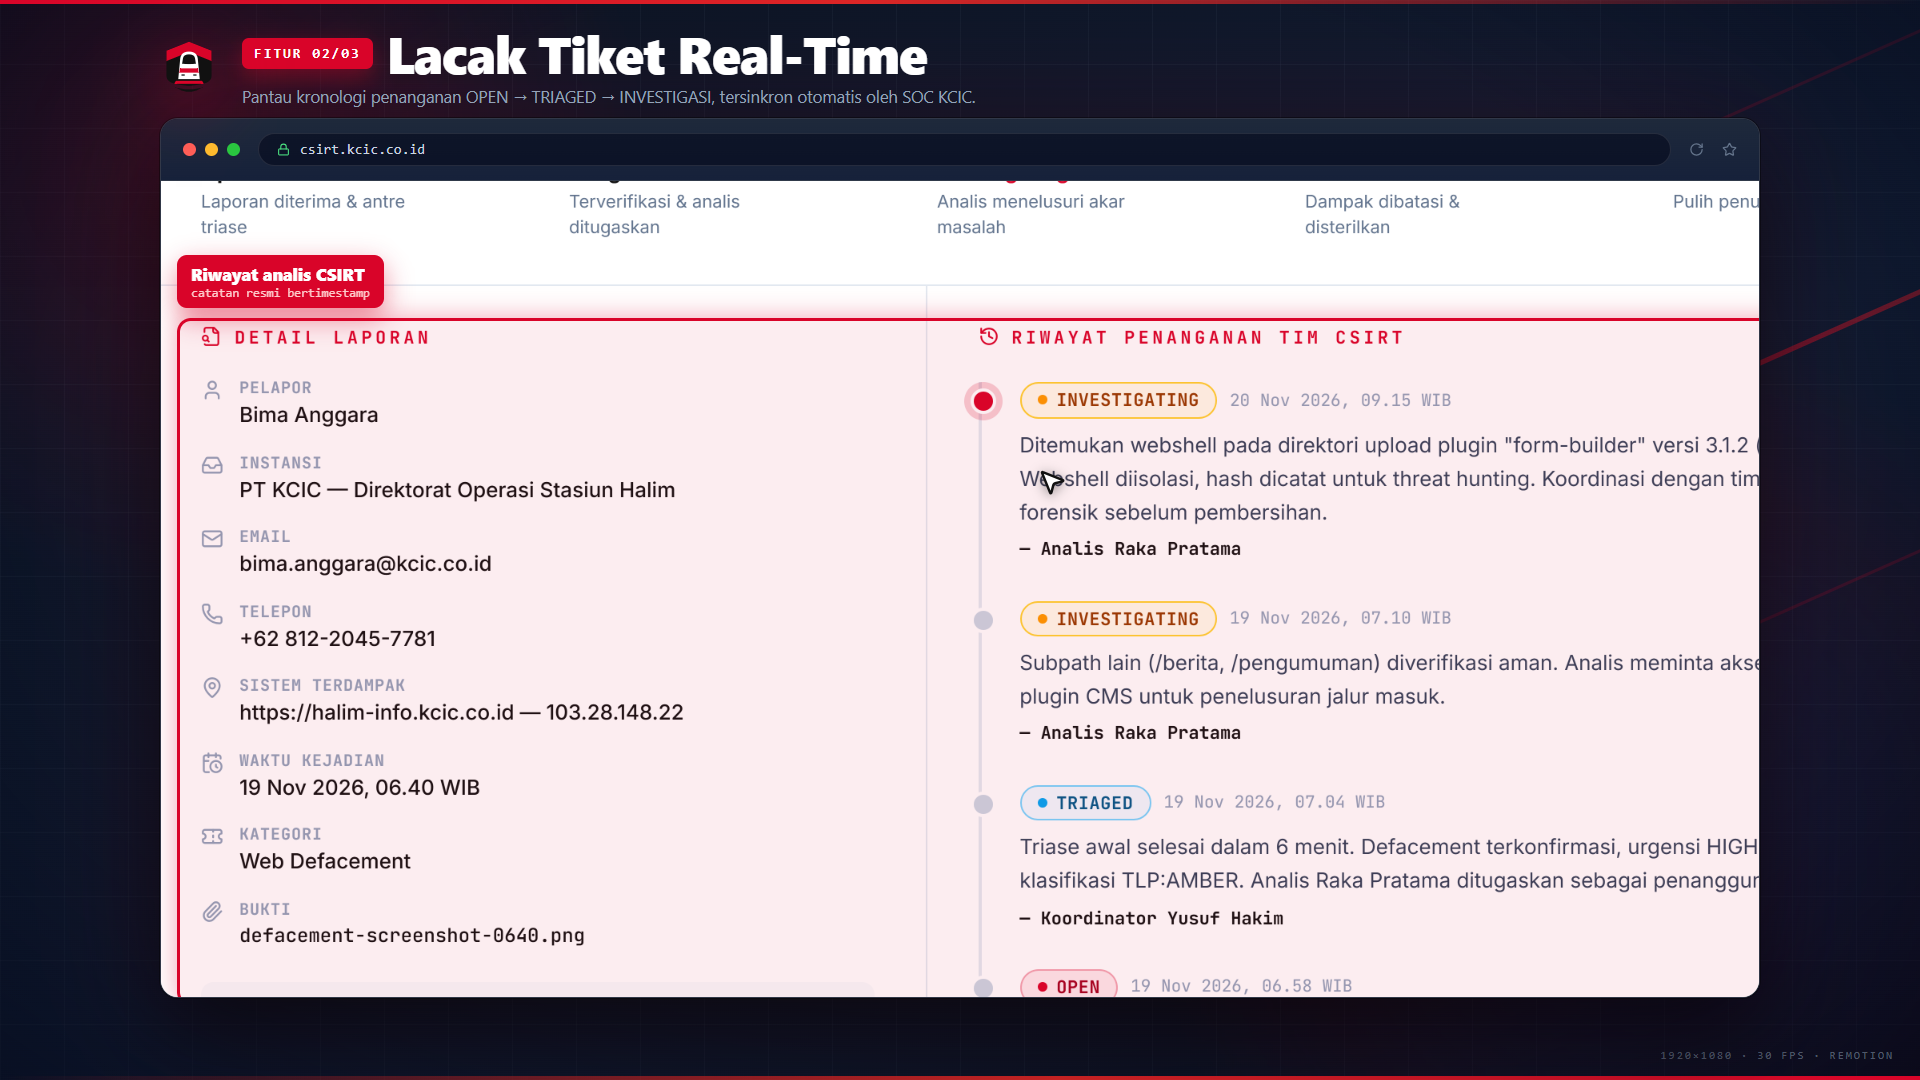 FITUR 02/03
Lacak Tiket Real-Time
Pantau kronologi penanganan OPEN → TRIAGED → INVESTIGASI, tersinkron otomatis oleh SOC KCIC.
csirt.kcic.co.id
Laporan diterima & antre
triase
Terverifikasi & analis
ditugaskan
Analis menelusuri akar
masalah
Dampak dibatasi &
disterilkan
Pulih penu
Riwayat analis CSIRT
catatan resmi bertimestamp
DETAIL LAPORAN
PELAPOR
Bima Anggara
INSTANSI
PT KCIC — Direktorat Operasi Stasiun Halim
EMAIL
bima.anggara@kcic.co.id
TELEPON
+62 812-2045-7781
SISTEM TERDAMPAK
https://halim-info.kcic.co.id — 103.28.148.22
WAKTU KEJADIAN
19 Nov 2026, 06.40 WIB
KATEGORI
Web Defacement
BUKTI
defacement-screenshot-0640.png
RIWAYAT PENANGANAN TIM CSIRT
INVESTIGATING 20 Nov 2026, 09.15 WIB
Ditemukan webshell pada direktori upload plugin "form-builder" versi 3.1.2 (
Webshell diisolasi, hash dicatat untuk threat hunting. Koordinasi dengan tim
forensik sebelum pembersihan.
— Analis Raka Pratama
INVESTIGATING 19 Nov 2026, 07.10 WIB
Subpath lain (/berita, /pengumuman) diverifikasi aman. Analis meminta akse
plugin CMS untuk penelusuran jalur masuk.
— Analis Raka Pratama
TRIAGED 19 Nov 2026, 07.04 WIB
Triase awal selesai dalam 6 menit. Defacement terkonfirmasi, urgensi HIGH
klasifikasi TLP:AMBER. Analis Raka Pratama ditugaskan sebagai penanggur
— Koordinator Yusuf Hakim
OPEN 19 Nov 2026, 06.58 WIB
1920×1080 · 30 FPS · REMOTION